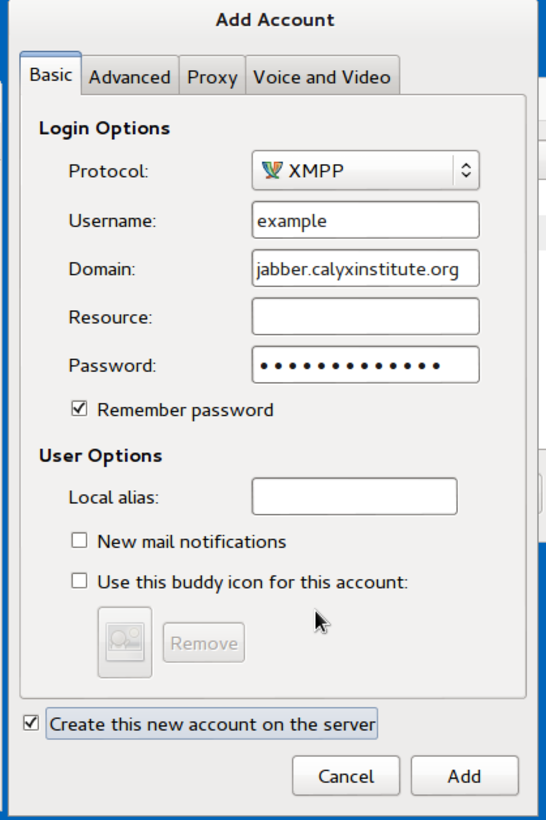 Add Account
Basic Advanced Proxy Voice and Video
Login Options
Protocol: XMPP
Username: example
Domain: jabber.calyxinstitute.org
Resource:
Password: •••••••••••••
Remember password
User Options
Local alias:
New mail notifications
Use this buddy icon for this account:
Remove
Create this new account on the server
Cancel Add